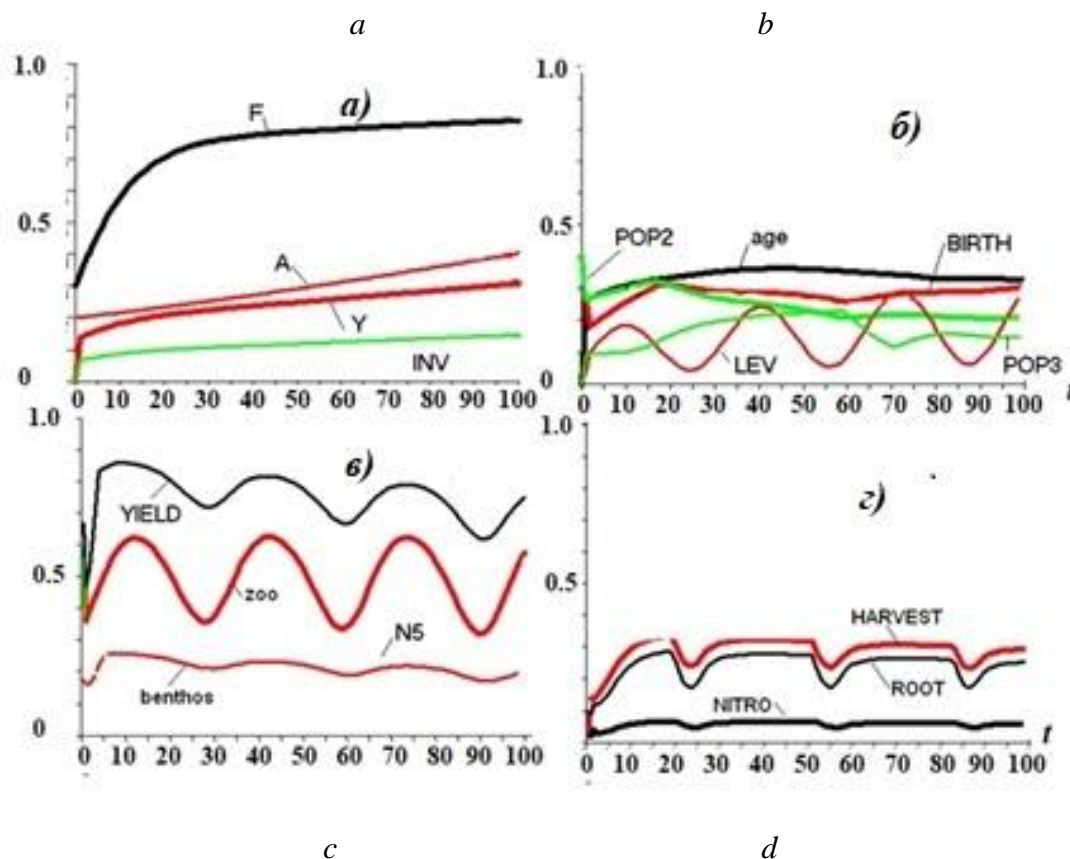 a
b
1.0
F
а)
0.5
A
Y
INV
0
0 10 20 30 40 50 60 70 80 90 100
1.0
б)
0.5
POP2
age
BIRTH
LEV
POP3
0
0 10 20 30 40 50 60 70 80 90 100 t
1.0
в)
YIELD
0.5
zoo
N5
benthos
0
0 10 20 30 40 50 60 70 80 90 100
1.0
г)
0.5
HARVEST
ROOT
NITRO
t
0 10 20 30 40 50 60 70 80 90 100
c
d